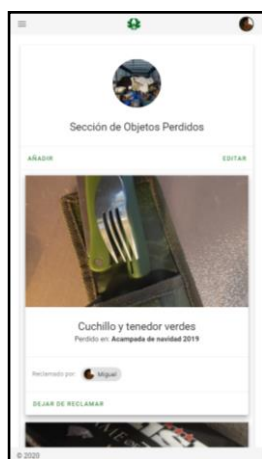 Sección de Objetos Perdidos
AÑADIR EDITAR
Cuchillo y tenedor verdes
Perdido en: Acampada de navidad 2019
Reclamado por: Miguel
DEJAR DE RECLAMAR
© 2020